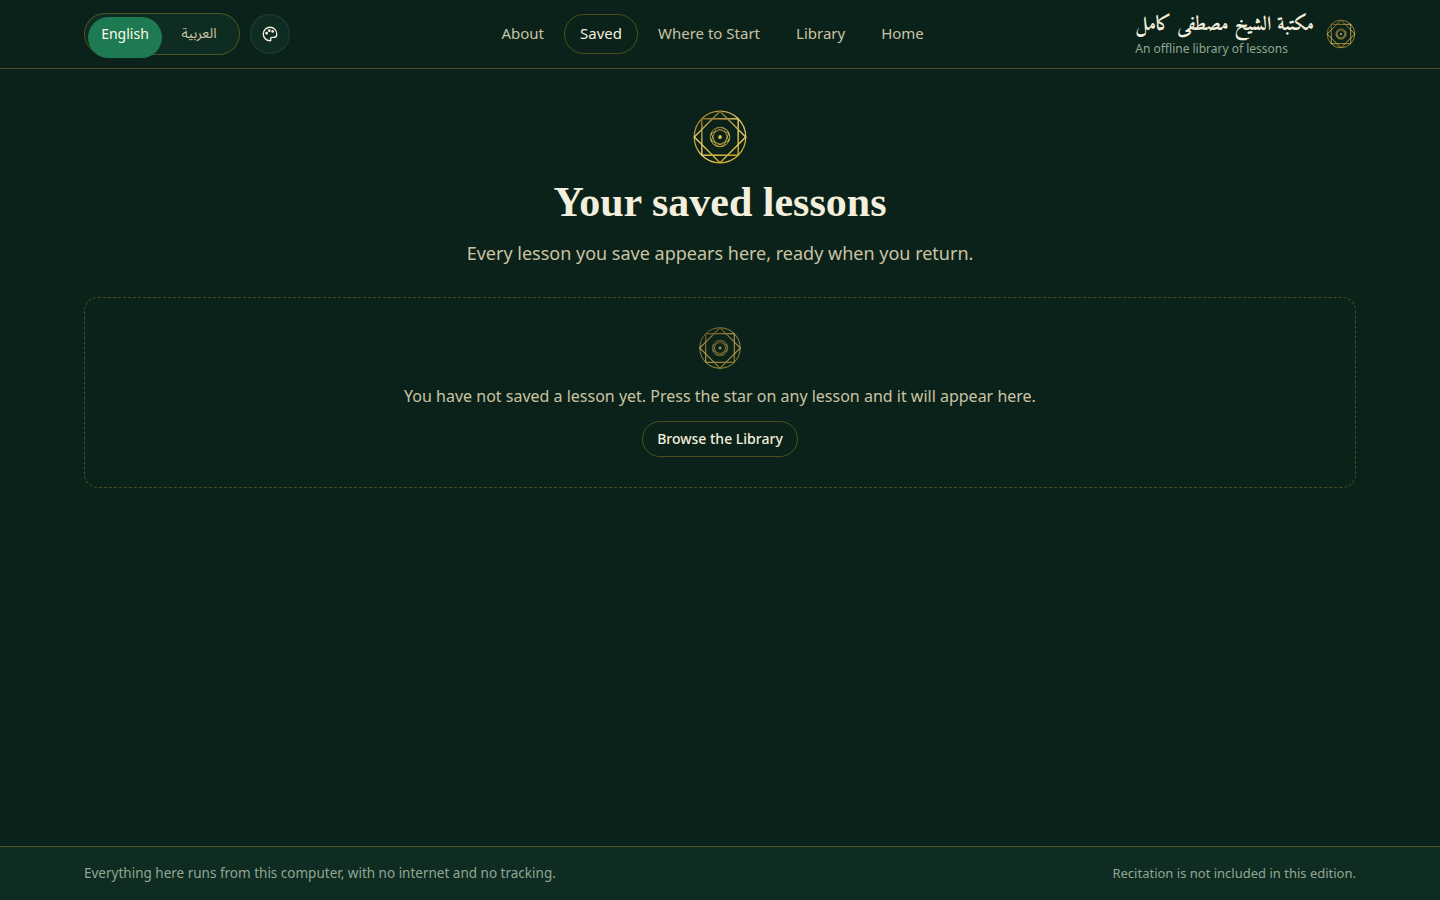 English
العربية
About
Saved
Where to Start
Library
Home
مكتبة الشيخ مصطفى كامل
An offline library of lessons
Your saved lessons
Every lesson you save appears here, ready when you return.
You have not saved a lesson yet. Press the star on any lesson and it will appear here.
Browse the Library
Everything here runs from this computer, with no internet and no tracking.
Recitation is not included in this edition.